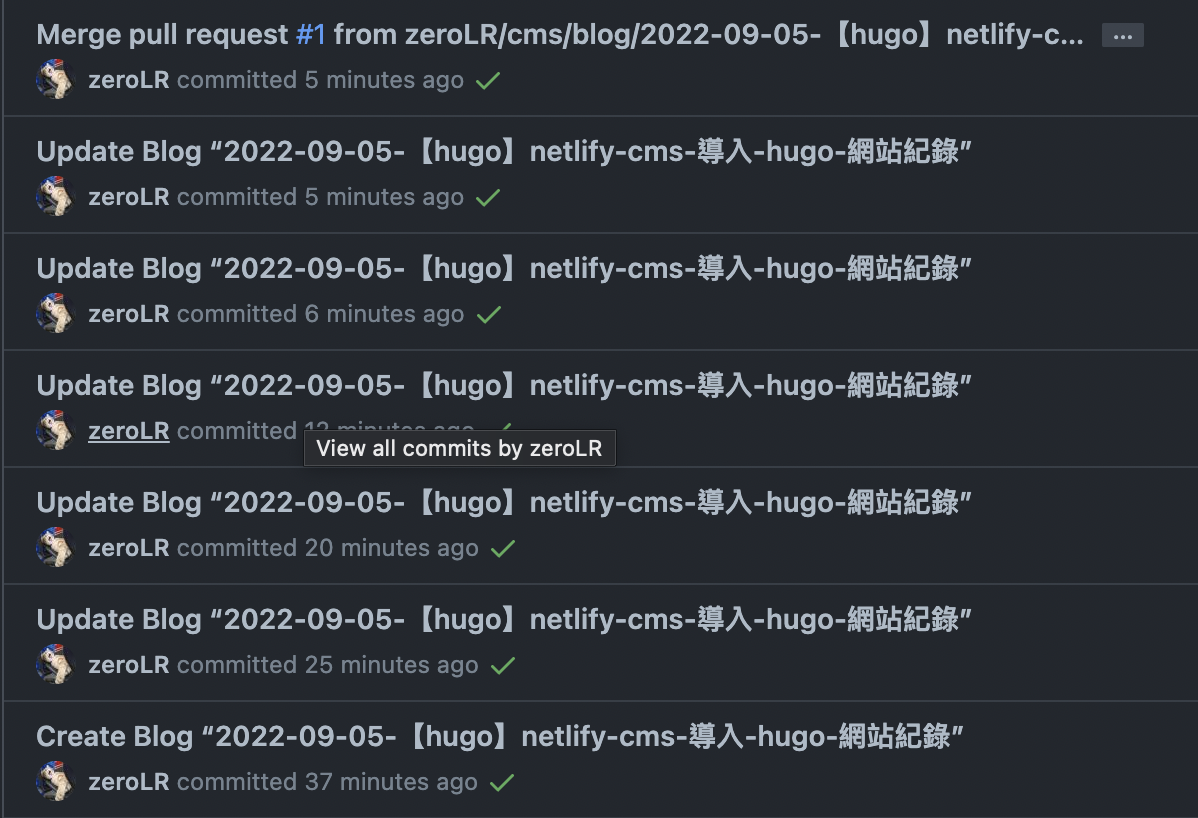 Merge pull request #1 from zeroLR/cms/blog/2022-09-05-【hugo】netlify-c... …
zeroLR committed 5 minutes ago
Update Blog “2022-09-05-【hugo】netlify-cms-導入-hugo-網站紀錄”
zeroLR committed 5 minutes ago
Update Blog “2022-09-05-【hugo】netlify-cms-導入-hugo-網站紀錄”
zeroLR committed 6 minutes ago
Update Blog “2022-09-05-【hugo】netlify-cms-導入-hugo-網站紀錄”
zeroLR committed 12 minutes ago
View all commits by zeroLR
Update Blog “2022-09-05-【hugo】netlify-cms-導入-hugo-網站紀錄”
zeroLR committed 20 minutes ago
Update Blog “2022-09-05-【hugo】netlify-cms-導入-hugo-網站紀錄”
zeroLR committed 25 minutes ago
Create Blog “2022-09-05-【hugo】netlify-cms-導入-hugo-網站紀錄”
zeroLR committed 37 minutes ago